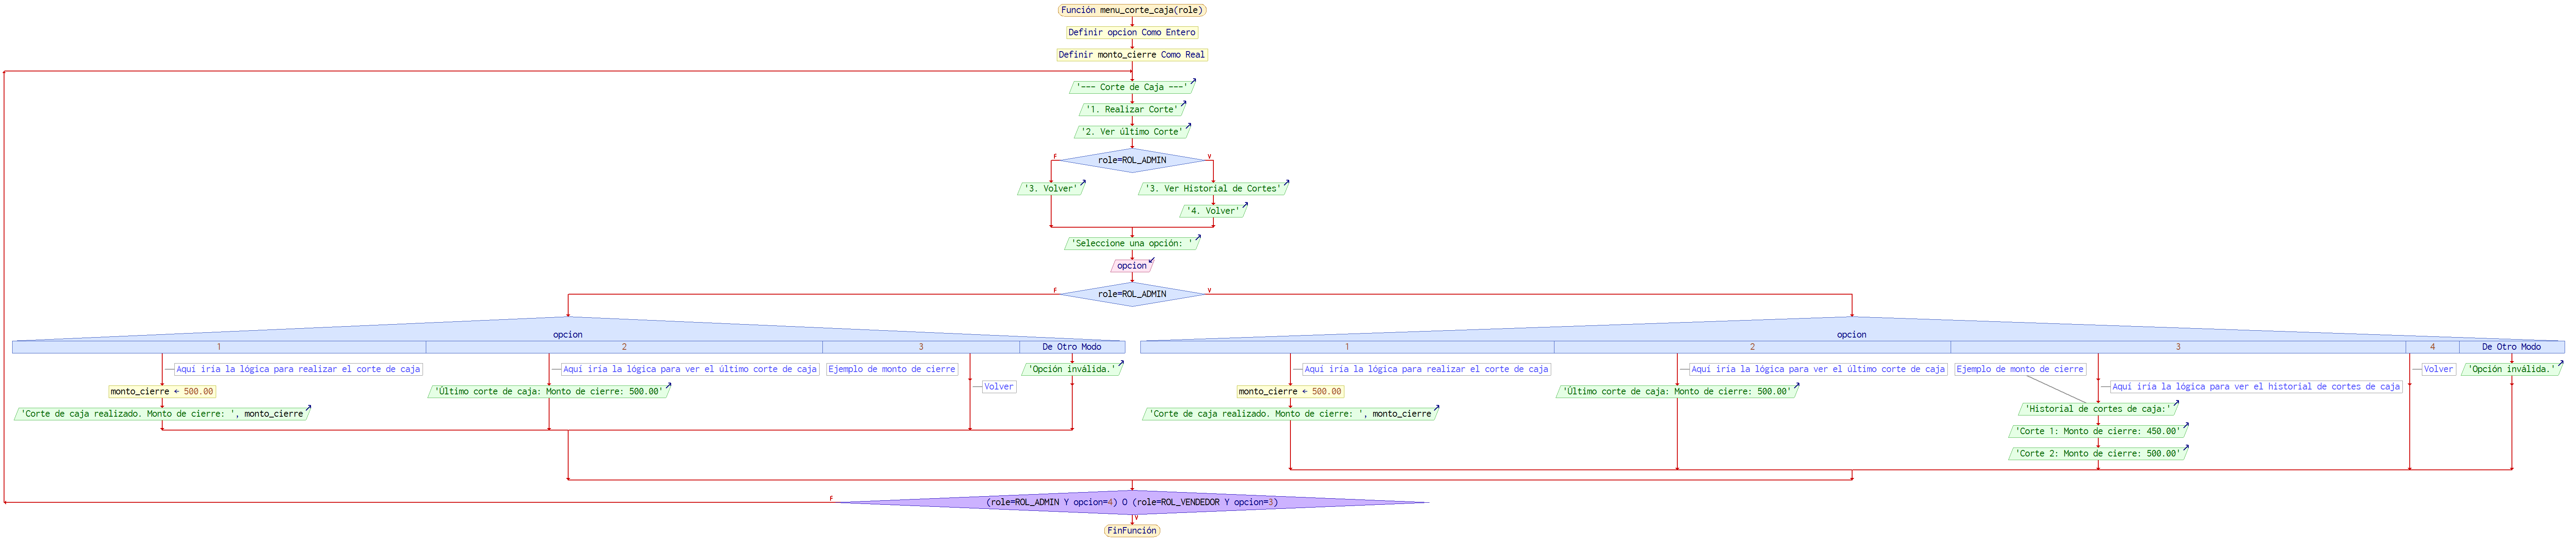 Función menu_corte_caja(role)
Definir opcion Como Entero
Definir monto_cierre Como Real
'--- Corte de Caja ---'
'1. Realizar Corte'
'2. Ver último Corte'
role=ROL_ADMIN
F
V
'3. Volver'
'3. Ver Historial de Cortes'
'4. Volver'
'Seleccione una opción: '
opcion
role=ROL_ADMIN
F
V
opcion
1
2
3
De Otro Modo
Aquí iría la lógica para realizar el corte de caja
Aquí iría la lógica para ver el último corte de caja
Ejemplo de monto de cierre
'Opción inválida.'
Volver
monto_cierre ← 500.00
'Último corte de caja: Monto de cierre: 500.00'
'Corte de caja realizado. Monto de cierre: ', monto_cierre
opcion
1
2
3
4
De Otro Modo
Aquí iría la lógica para realizar el corte de caja
Aquí iría la lógica para ver el último corte de caja
Ejemplo de monto de cierre
Volver
'Opción inválida.'
Aquí iría la lógica para ver el historial de cortes de caja
monto_cierre ← 500.00
'Último corte de caja: Monto de cierre: 500.00'
'Corte de caja realizado. Monto de cierre: ', monto_cierre
'Historial de cortes de caja:'
'Corte 1: Monto de cierre: 450.00'
'Corte 2: Monto de cierre: 500.00'
F
(role=ROL_ADMIN Y opcion=4) O (role=ROL_VENDEDOR Y opcion=3)
V
FinFunción